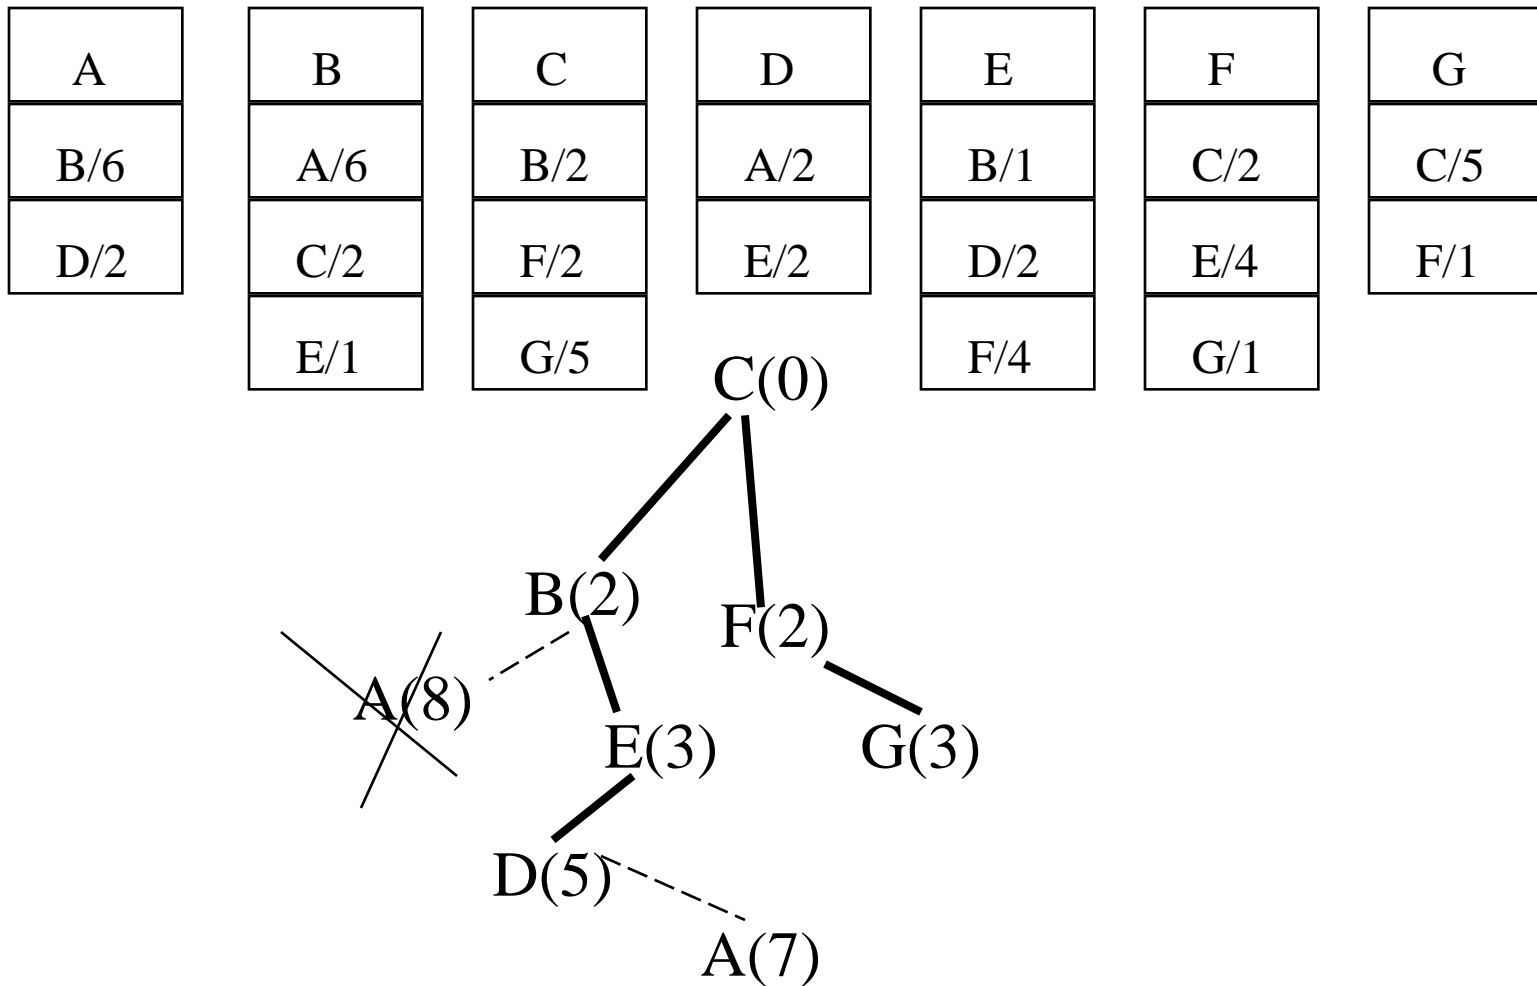 A B C D E F G
B/6 A/6 B/2 A/2 B/1 C/2 C/5
D/2 C/2 F/2 E/2 D/2 E/4 F/1
E/1 G/5 F/4 G/1
C(0)
B(2)
F(2)
A(8)
E(3) G(3)
D(5)
A(7)